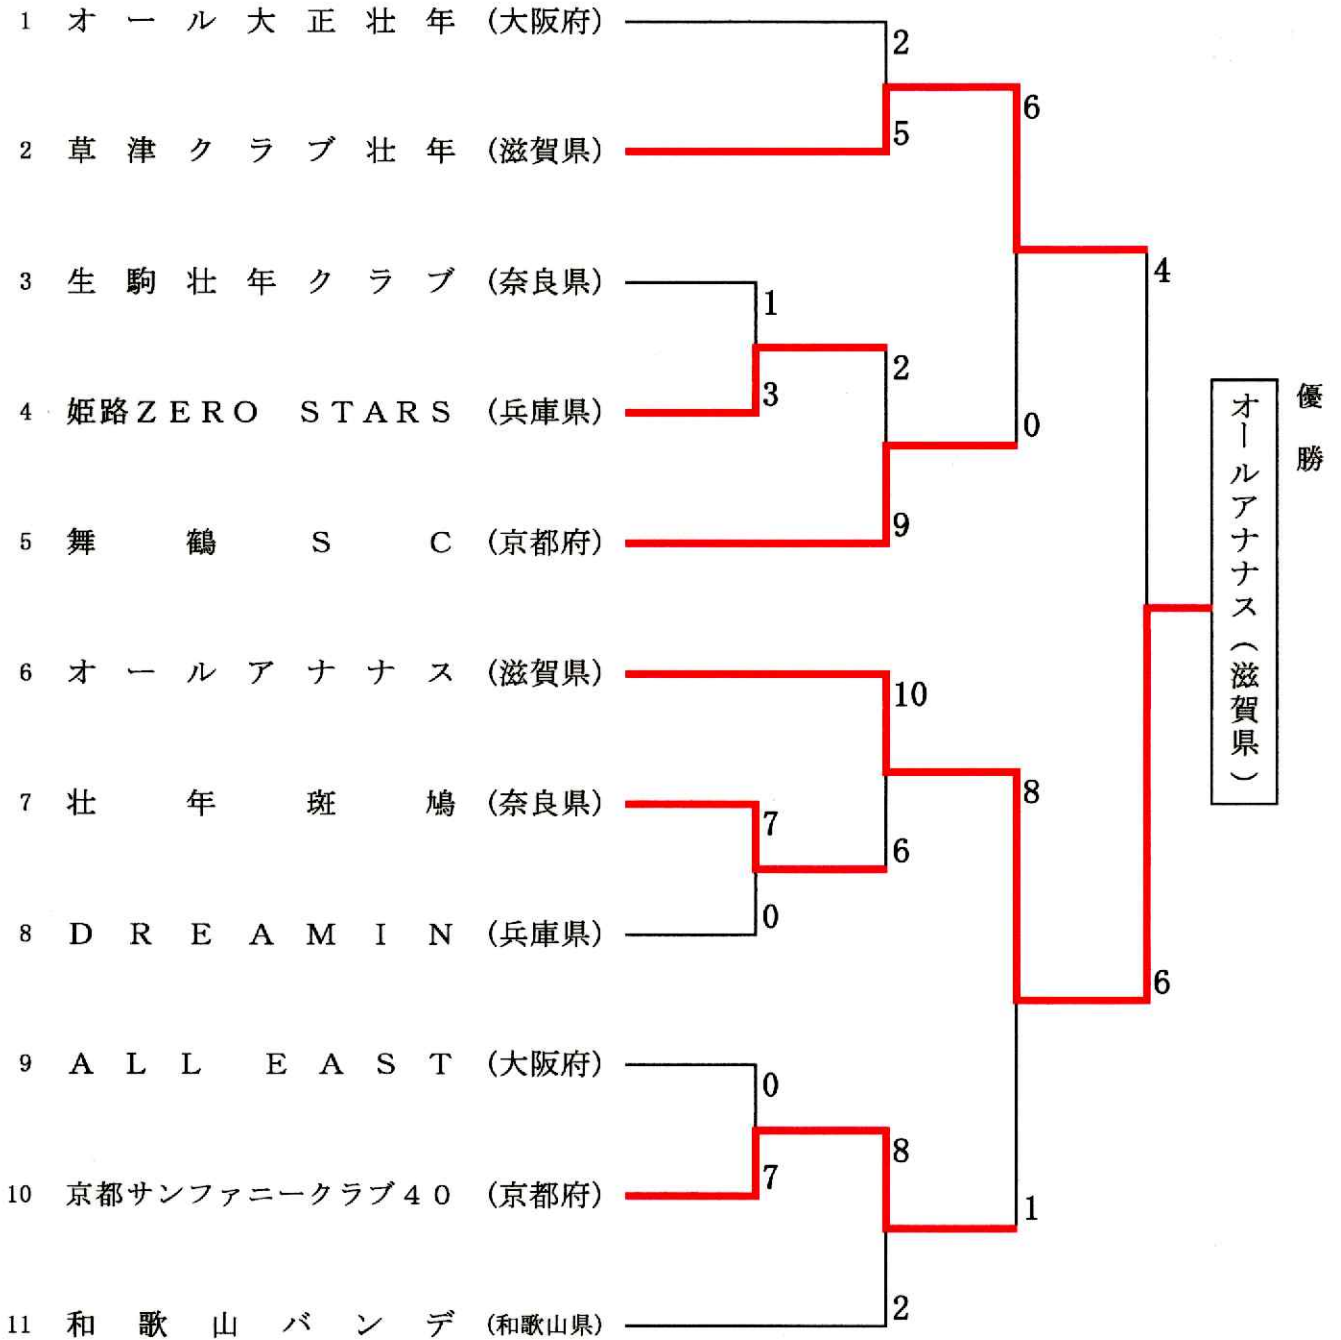 1 オール大正壮年 (大阪府)
2
5
6
2 草津クラブ壮年 (滋賀県)
3 生駒壮年クラブ (奈良県)
1
3
2
4
4 姫路ZERO STARS (兵庫県)
0
9
5 舞鶴SC (京都府)
優勝
オールアナナス(滋賀県)
6 オールアナナス (滋賀県)
10
6
8
7 壮年斑鳩 (奈良県)
7
0
8 DREAMIN (兵庫県)
6
9 ALL EAST (大阪府)
0
7
8
10 京都サンファニークラブ40 (京都府)
1
2
11 和歌山バンデ (和歌山県)